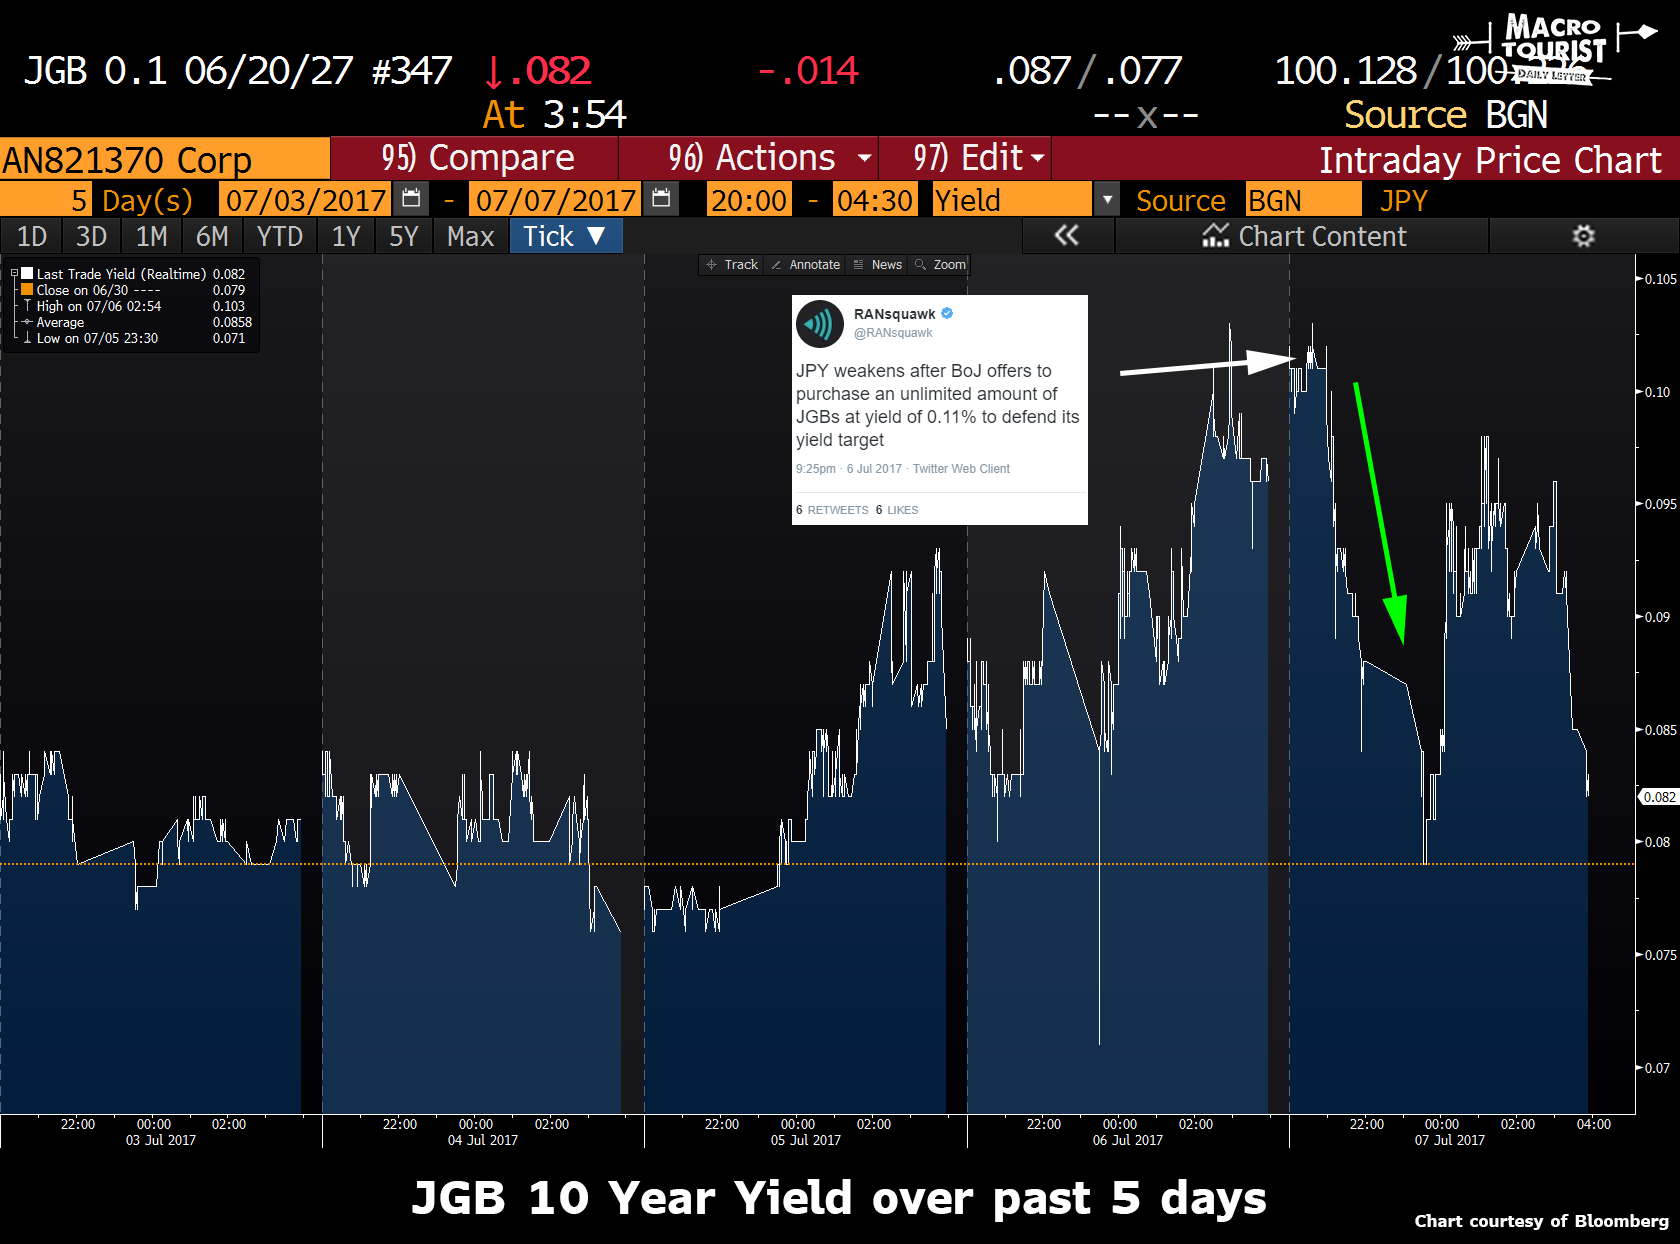 MACRO
TOURIST
DAILY LETTER
JGB 0.1 06/20/27 #347 ↓.082 -.014 .087/.077 100.128/100
At 3:54 --x-- Source BGN
AN821370 Corp 95) Compare 96) Actions 97) Edit Intraday Price Chart
5 Day(s) 07/03/2017 - 07/07/2017 20:00 - 04:30 Yield Source BGN JPY
1D 3D 1M 6M YTD 1Y 5Y Max Tick ▼ « Chart Content
Track Annotate News Zoom
Last Trade Yield (Realtime) 0.082
Close on 06/30 ---- 0.079
High on 07/06 02:54 0.103
Average 0.0858
Low on 07/05 23:30 0.071
RANsquawk
@RANsquawk
JPY weakens after BoJ offers to
purchase an unlimited amount of
JGBs at yield of 0.11% to defend its
yield target
9:25pm · 6 Jul 2017 · Twitter Web Client
6 RETWEETS 6 LIKES
0.105
0.10
0.095
0.09
0.085
0.082
0.08
0.075
0.07
22:00 00:00 02:00 22:00 00:00 02:00 22:00 00:00 02:00 22:00 00:00 02:00 22:00 00:00 02:00 04:00
03 Jul 2017 04 Jul 2017 05 Jul 2017 06 Jul 2017 07 Jul 2017
JGB 10 Year Yield over past 5 days
Chart courtesy of Bloomberg